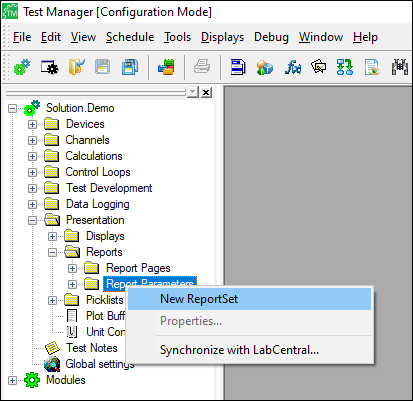 Test Manager [Configuration Mode]
File Edit View Schedule Tools Displays Debug Window Help
Solution.Demo
Devices
Channels
Calculations
Control Loops
Test Development
Data Logging
Presentation
Displays
Reports
Report Pages
Report Parameters
New ReportSet
Picklists
Properties...
Plot Buff
Unit Con
Test Notes
Synchronize with LabCentral...
Global settings
Modules